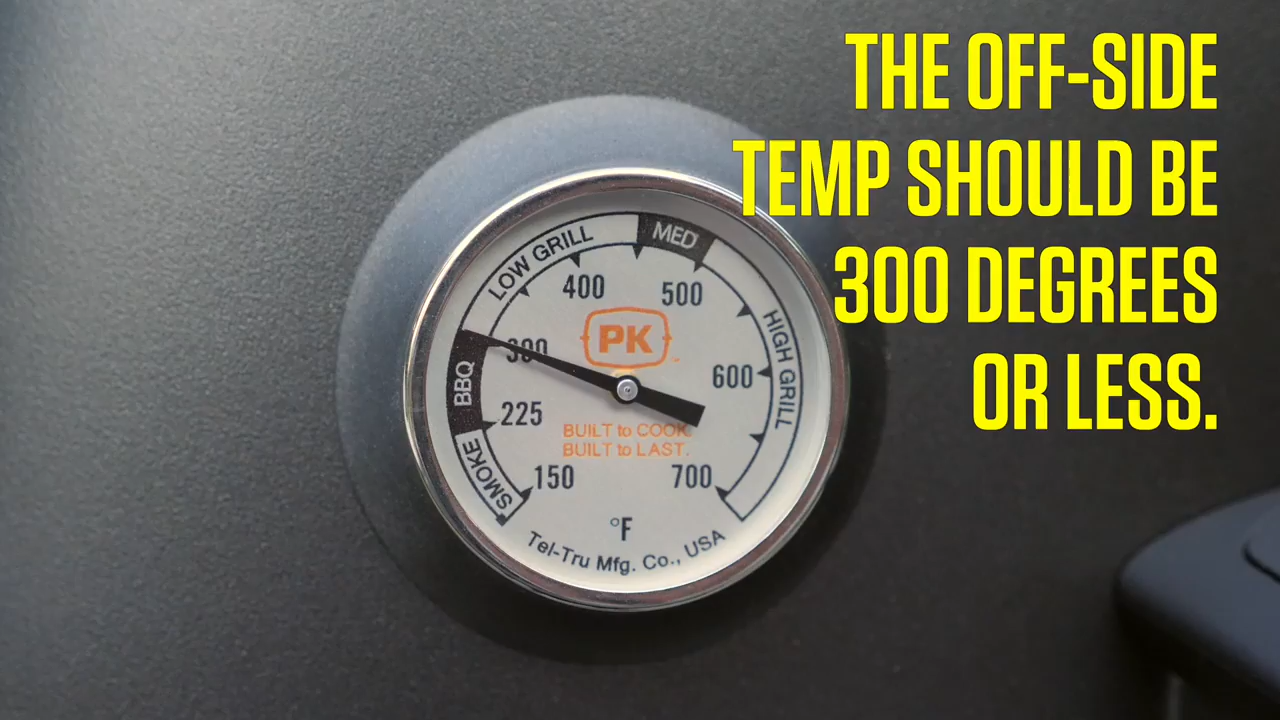 THE OFF-SIDE
TEMP SHOULD BE
300 DEGREES
OR LESS.
LOW GRILL
MED
HIGH GRILL
BBQ
SMOKE
400
500
300
600
225
150
700
PK
BUILT to COOK.
BUILT to LAST.
°F
Tel-Tru Mfg. Co., USA